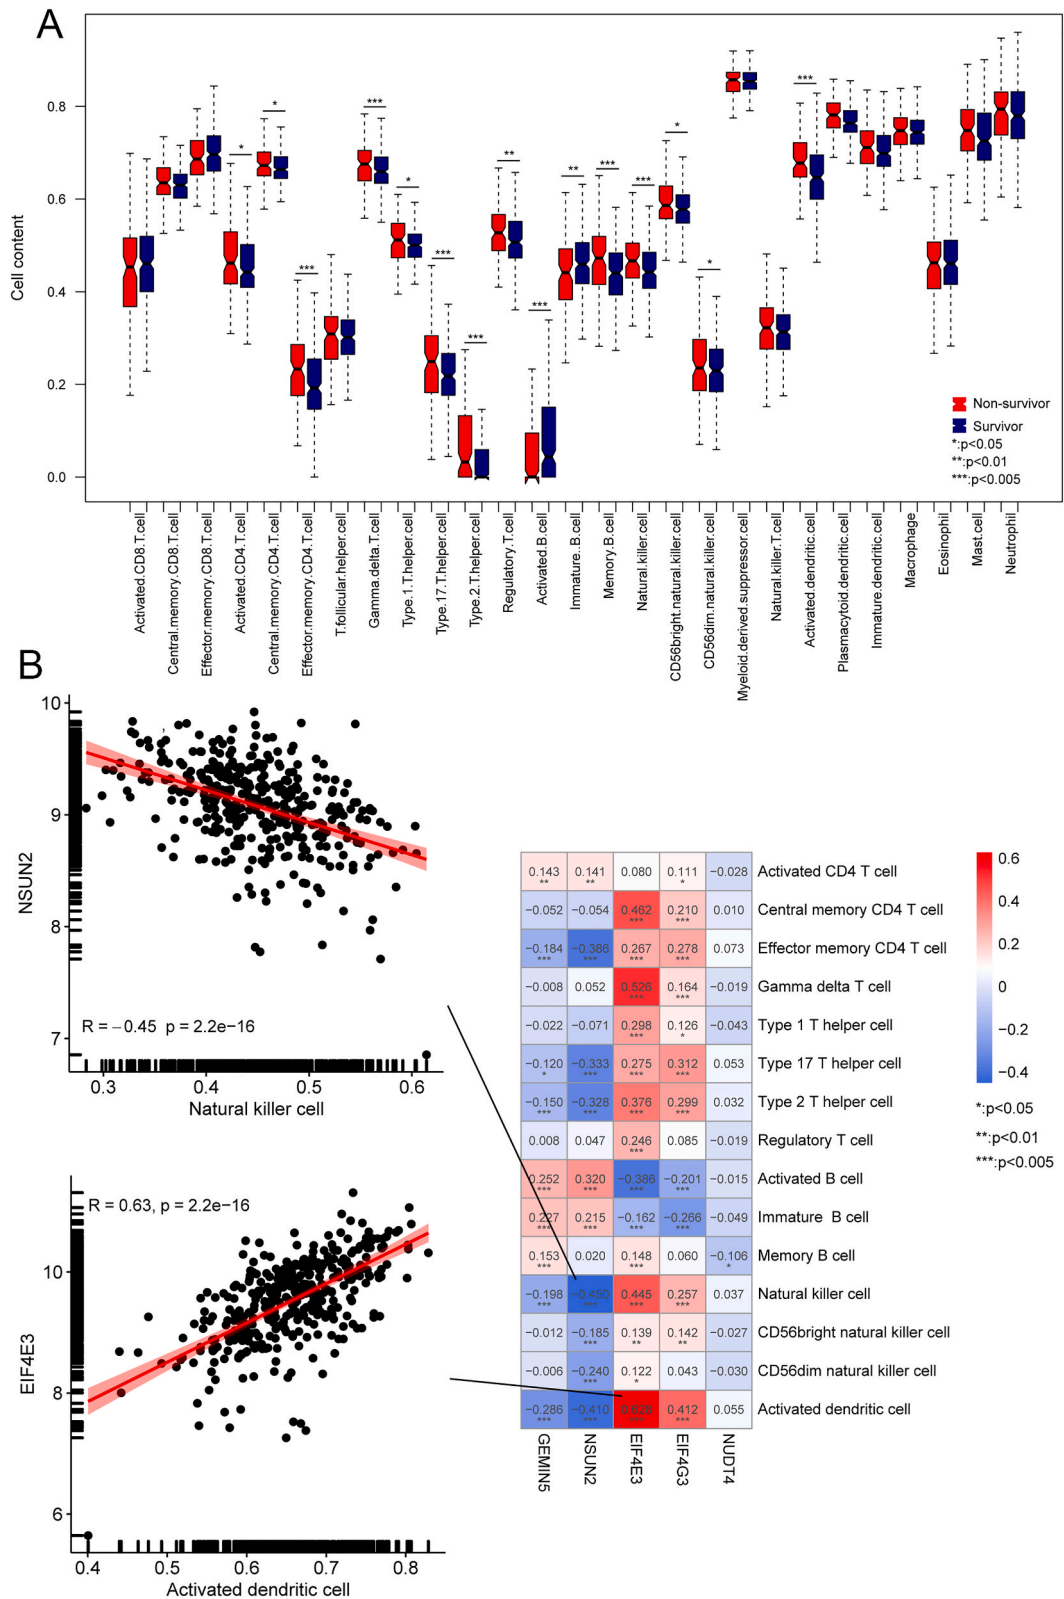 A
Cell content
0.8
0.6
0.4
0.2
0.0
*
*
***
***
*
***
***
**
***
**
***
***
*
*
***
Non-survivor
Survivor
*:p<0.05
**:p<0.01
***:p<0.005
Activated.CD8.T.cell
Central.memory.CD8.T.cell
Effector.memory.CD8.T.cell
Activated.CD4.T.cell
Central.memory.CD4.T.cell
Effector.memory.CD4.T.cell
T.follicular.helper.cell
Gamma.delta.T.cell
Type.1.T.helper.cell
Type.17.T.helper.cell
Type.2.T.helper.cell
Regulatory.T.cell
Activated.B.cell
Immature..B.cell
Memory.B.cell
Natural.killer.cell
CD56bright.natural.killer.cell
CD56dim.natural.killer.cell
Myeloid.derived.suppressor.cell
Natural.killer.T.cell
Activated.dendritic.cell
Plasmacytoid.dendritic.cell
Immature.dendritic.cell
Macrophage
Eosinophil
Mast.cell
Neutrophil
B
NSUN2
10
9
8
7
R = −0.45 p = 2.2e−16
0.3 0.4 0.5 0.6
Natural killer cell
EIF4E3
10
8
6
R = 0.63, p = 2.2e−16
0.4 0.5 0.6 0.7 0.8
Activated dendritic cell
0.143 0.141 0.080 0.111 −0.028 Activated CD4 T cell
** ** *
−0.052 −0.054 0.462 0.210 0.010 Central memory CD4 T cell
*** ***
−0.184 −0.386 0.267 0.278 0.073 Effector memory CD4 T cell
*** *** *** ***
−0.008 0.052 0.526 0.164 −0.019 Gamma delta T cell
*** ***
−0.022 −0.071 0.298 0.126 −0.043 Type 1 T helper cell
*** *
−0.120 −0.333 0.275 0.312 0.053 Type 17 T helper cell
* *** *** ***
−0.150 −0.328 0.376 0.299 0.032 Type 2 T helper cell
*** *** *** ***
0.008 0.047 0.246 0.085 −0.019 Regulatory T cell
***
0.252 0.320 −0.386 −0.201 −0.015 Activated B cell
*** *** *** ***
0.227 0.215 −0.162 −0.266 −0.049 Immature B cell
*** *** *** ***
0.153 0.020 0.148 0.060 −0.106 Memory B cell
*** *** *
−0.198 −0.450 0.445 0.257 0.037 Natural killer cell
*** *** *** ***
−0.012 −0.185 0.139 0.142 −0.027 CD56bright natural killer cell
*** ** **
−0.006 −0.240 0.122 0.043 −0.030 CD56dim natural killer cell
*** *
−0.286 −0.410 0.628 0.412 0.055 Activated dendritic cell
*** *** *** ***
GEMIN5
NSUN2
EIF4E3
EIF4G3
NUDT4
0.6
0.4
0.2
0
−0.2
−0.4
*:p<0.05
**:p<0.01
***:p<0.005